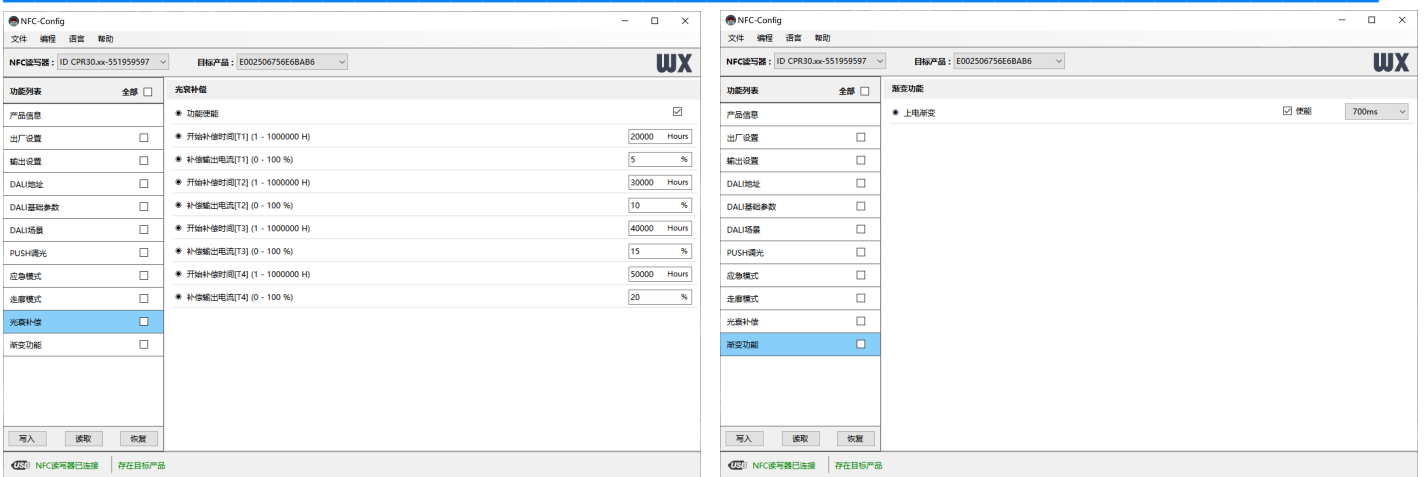 NFC-Config
文件 编程 语言 帮助
NFC读写器： ID CPR30.xx-551959597 目标产品： E002506756E6BAB6 WX
功能列表 全部
产品信息
出厂设置
输出设置
DALI地址
DALI基础参数
DALI场景
PUSH调光
应急模式
走廊模式
光衰补偿
渐变功能
写入 读取 恢复
光衰补偿
功能使能
开始补偿时间[T1] (1 - 1000000 H) 20000 Hours
补偿输出电流[T1] (0 - 100 %) 5 %
开始补偿时间[T2] (1 - 1000000 H) 30000 Hours
补偿输出电流[T2] (0 - 100 %) 10 %
开始补偿时间[T3] (1 - 1000000 H) 40000 Hours
补偿输出电流[T3] (0 - 100 %) 15 %
开始补偿时间[T4] (1 - 1000000 H) 50000 Hours
补偿输出电流[T4] (0 - 100 %) 20 %
USB NFC读写器已连接 存在目标产品
NFC-Config
文件 编程 语言 帮助
NFC读写器： ID CPR30.xx-551959597 目标产品： E002506756E6BAB6 WX
功能列表 全部
产品信息
出厂设置
输出设置
DALI地址
DALI基础参数
DALI场景
PUSH调光
应急模式
走廊模式
光衰补偿
渐变功能
写入 读取 恢复
渐变功能
上电渐变 使能 700ms
USB NFC读写器已连接 存在目标产品